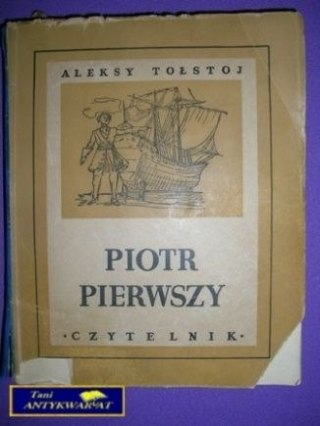 ALEKSY TOŁSTOJ
PIOTR
PIERWSZY
·CZYTELNIK·
Tani
ANTYKWARIAT